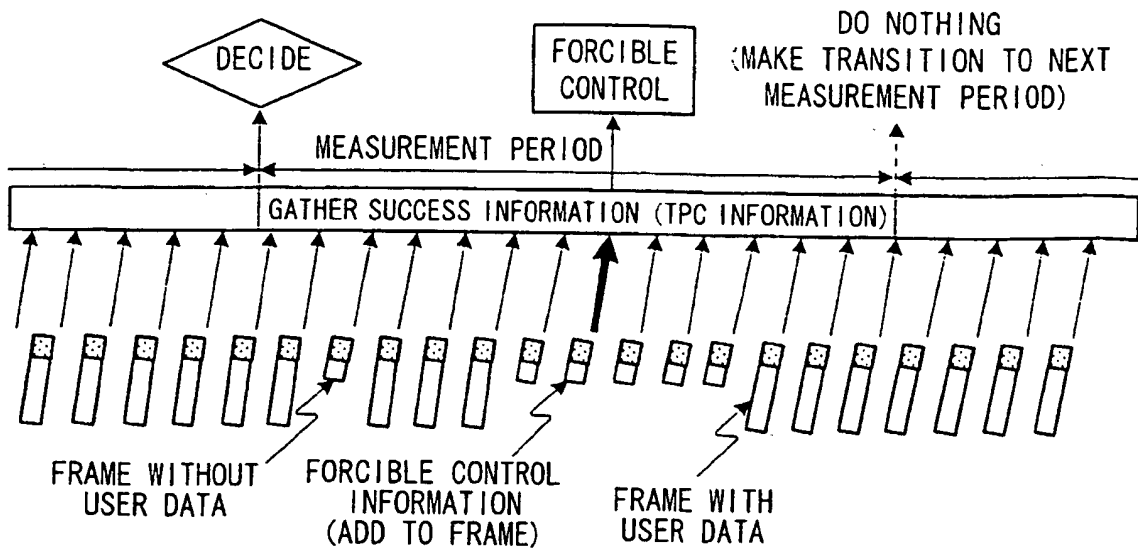 DECIDE
FORCIBLE
CONTROL
DO NOTHING
(MAKE TRANSITION TO NEXT
MEASUREMENT PERIOD)
MEASUREMENT PERIOD
GATHER SUCCESS INFORMATION (TPC INFORMATION)
FRAME WITHOUT
USER DATA
FORCIBLE CONTROL
INFORMATION
(ADD TO FRAME)
FRAME WITH
USER DATA